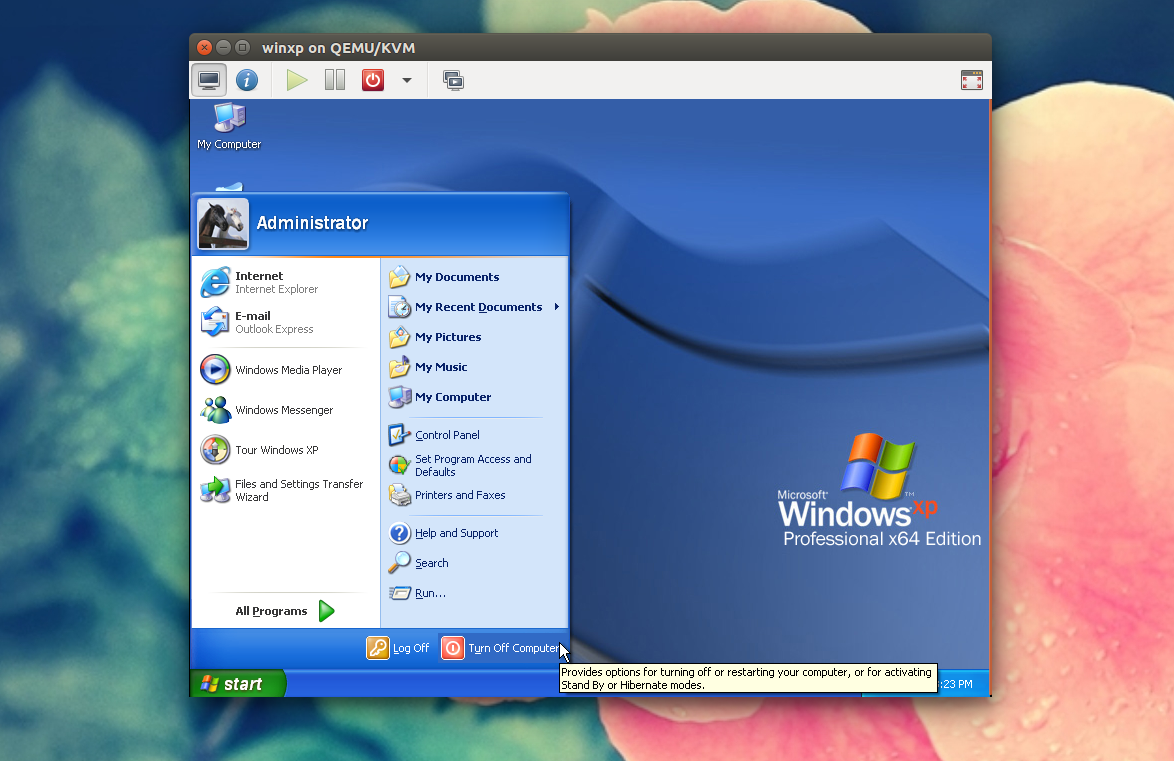 winxp on QEMU/KVM
My Computer
Administrator
Internet
Internet Explorer
E-mail
Outlook Express
Windows Media Player
Windows Messenger
Tour Windows XP
Files and Settings Transfer
Wizard
All Programs
My Documents
My Recent Documents
My Pictures
My Music
My Computer
Control Panel
Set Program Access and
Defaults
Printers and Faxes
Help and Support
Search
Run...
Log Off
Turn Off Computer
Microsoft®
Windows xp™
Professional x64 Edition
Provides options for turning off or restarting your computer, or for activating
Stand By or Hibernate modes.
start
:23 PM